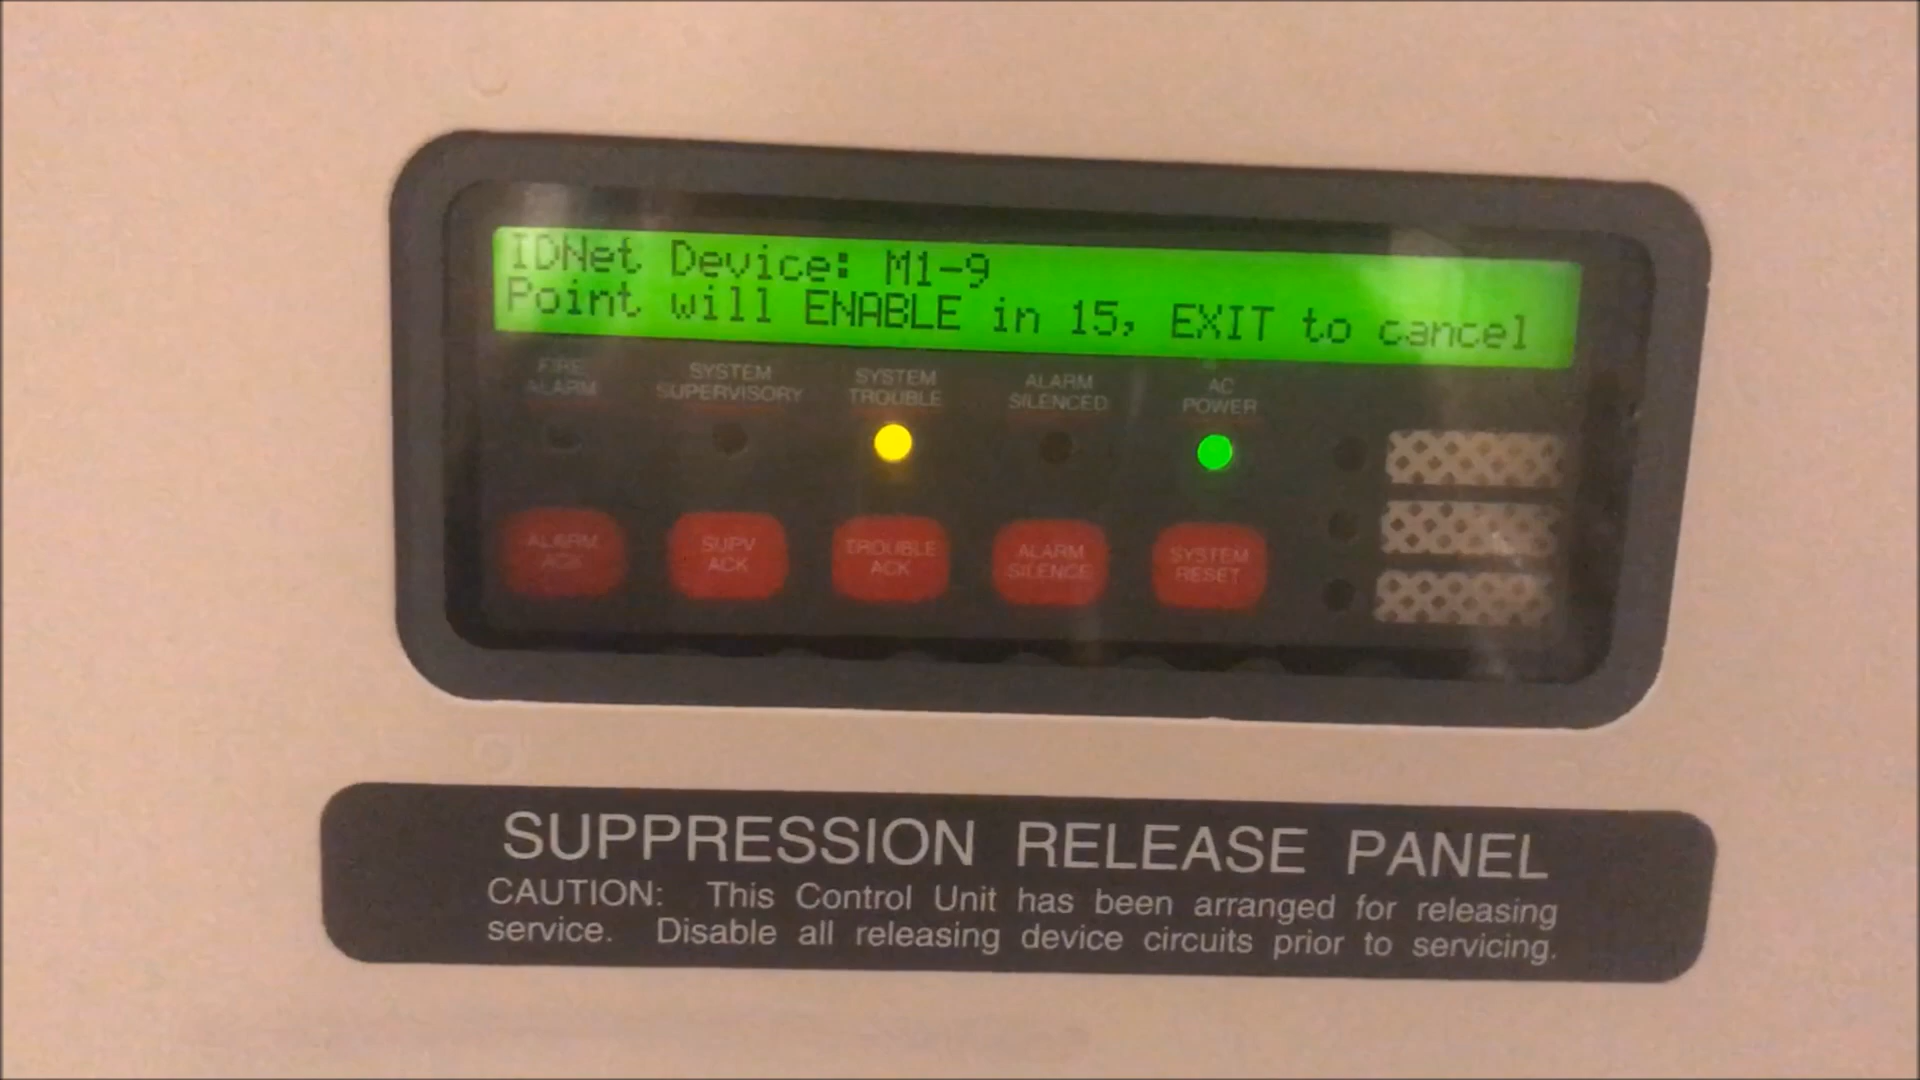 IDNet Device: M1-9
Point will ENABLE in 15, EXIT to cancel
FIRE ALARM
SYSTEM SUPERVISORY
SYSTEM TROUBLE
ALARM SILENCED
AC POWER
ALARM ACK
SUPV ACK
TROUBLE ACK
ALARM SILENCE
SYSTEM RESET
SUPPRESSION RELEASE PANEL
CAUTION: This Control Unit has been arranged for releasing
service. Disable all releasing device circuits prior to servicing.